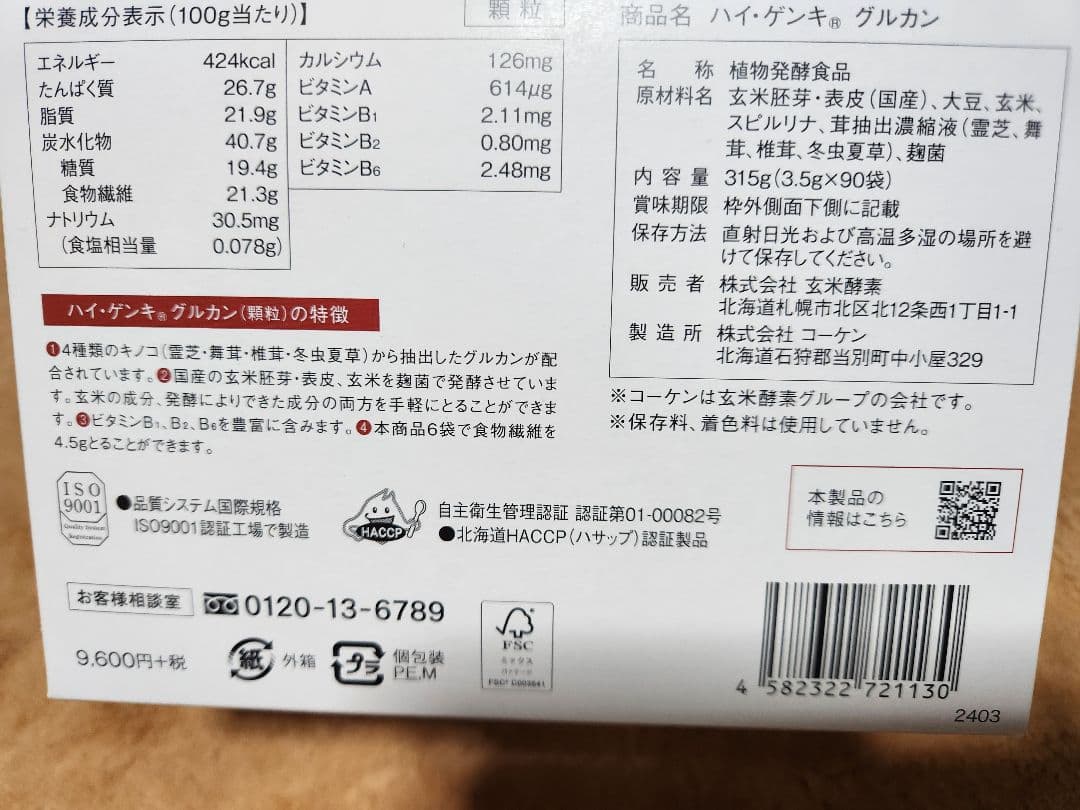 【栄養成分表示(100g当たり)】
顆粒
エネルギー 424kcal
たんぱく質 26.7g
脂質 21.9g
炭水化物 40.7g
糖質 19.4g
食物繊維 21.3g
ナトリウム 30.5mg
(食塩相当量 0.078g)
カルシウム 126mg
ビタミンA 614μg
ビタミンB1 2.11mg
ビタミンB2 0.80mg
ビタミンB6 2.48mg
商品名 ハイ・ゲンキ® グルカン
名称 植物発酵食品
原材料名 玄米胚芽・表皮(国産)、大豆、玄米、
スピルリナ、茸抽出濃縮液(霊芝、舞
茸、椎茸、冬虫夏草)、麹菌
内容量 315g(3.5g×90袋)
賞味期限 枠外側面下側に記載
保存方法 直射日光および高温多湿の場所を避
けて保存してください。
販売者 株式会社 玄米酵素
北海道札幌市北区北12条西1丁目1-1
製造所 株式会社 コーケン
北海道石狩郡当別町中小屋329
※コーケンは玄米酵素グループの会社です。
※保存料、着色料は使用していません。
ハイ・ゲンキ® グルカン(顆粒)の特徴
❶4種類のキノコ(霊芝・舞茸・椎茸・冬虫夏草)から抽出したグルカンが配
合されています。❷国産の玄米胚芽・表皮、玄米を麹菌で発酵させていま
す。玄米の成分、発酵によりできた成分の両方を手軽にとることができま
す。❸ビタミンB1、B2、B6を豊富に含みます。❹本商品6袋で食物繊維を
4.5gとることができます。
ISO
9001
Quality System
Registration
●品質システム国際規格
ISO9001認証工場で製造
HACCP
自主衛生管理認証 認証第01-00082号
●北海道HACCP(ハサップ)認証製品
本製品の
情報はこちら
お客様相談室 0120-13-6789
9,600円+税
紙 外箱
プラ 個包装
PE,M
FSC
ミックス
4 582322 721130
2403